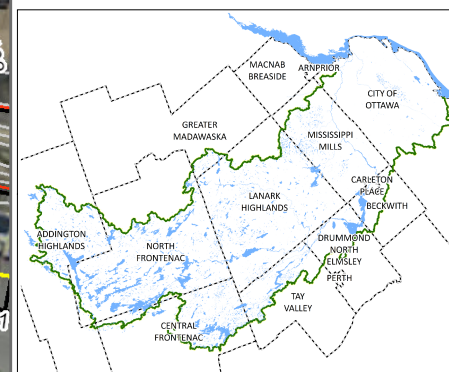 MACNAB
BREASIDE
ARNPRIOR
CITY OF
OTTAWA
GREATER
MADAWASKA
MISSISSIPPI
MILLS
CARLETON
PLACE
BECKWITH
LANARK
HIGHLANDS
ADDINGTON
HIGHLANDS
NORTH
FRONTENAC
DRUMMOND
NORTH
ELMSLEY
PERTH
TAY
VALLEY
CENTRAL
FRONTENAC